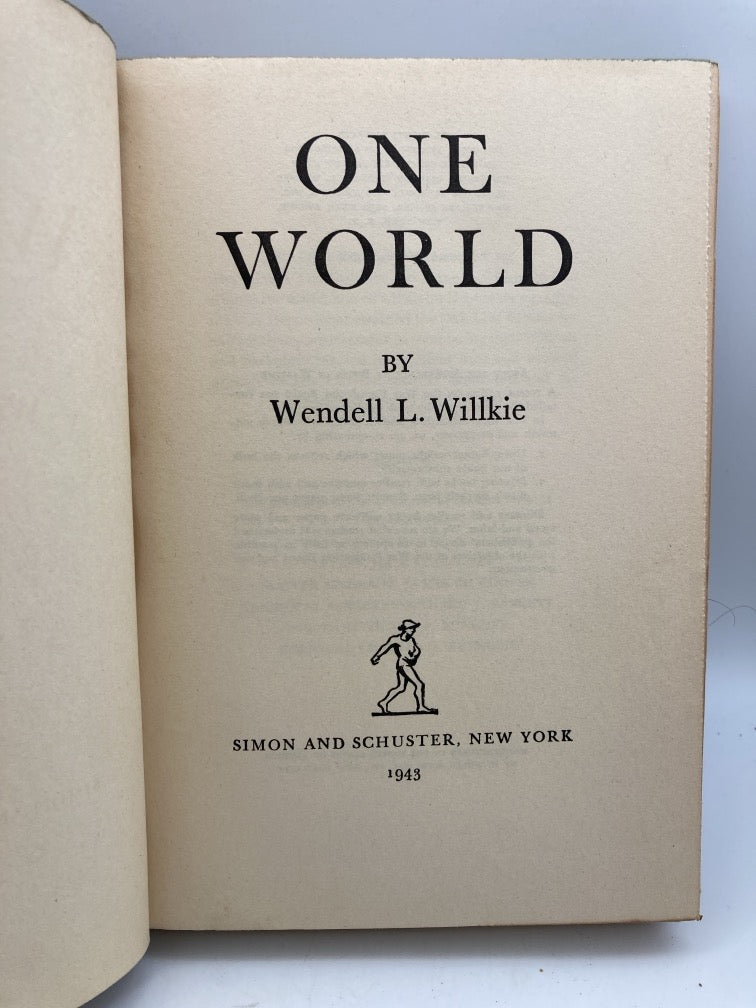 ONE
WORLD
BY
Wendell L. Willkie
SIMON AND SCHUSTER, NEW YORK
1943